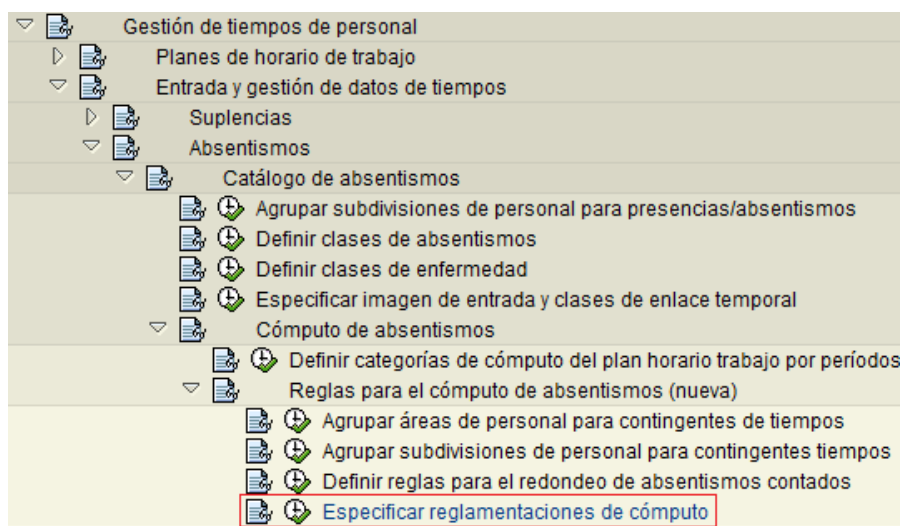 Gestión de tiempos de personal
Planes de horario de trabajo
Entrada y gestión de datos de tiempos
Suplencias
Absentismos
Catálogo de absentismos
Agrupar subdivisiones de personal para presencias/absentismos
Definir clases de absentismos
Definir clases de enfermedad
Especificar imagen de entrada y clases de enlace temporal
Cómputo de absentismos
Definir categorías de cómputo del plan horario trabajo por períodos
Reglas para el cómputo de absentismos (nueva)
Agrupar áreas de personal para contingentes de tiempos
Agrupar subdivisiones de personal para contingentes tiempos
Definir reglas para el redondeo de absentismos contados
Especificar reglamentaciones de cómputo